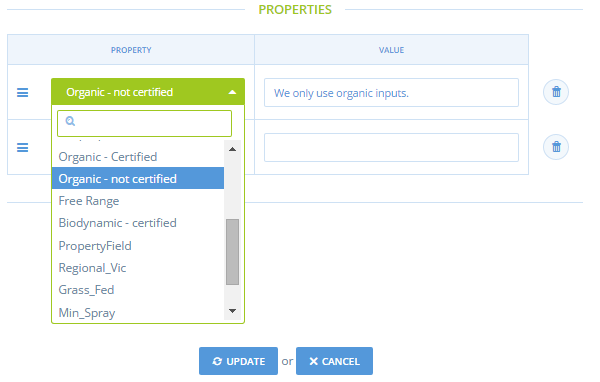 PROPERTIES
PROPERTY VALUE
Organic - not certified We only use organic inputs.
Organic - Certified
Organic - not certified
Free Range
Biodynamic - certified
PropertyField
Regional_Vic
Grass_Fed
Min_Spray
UPDATE or CANCEL